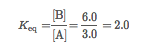 K_eq = [B]/[A] = 6.0/3.0 = 2.0